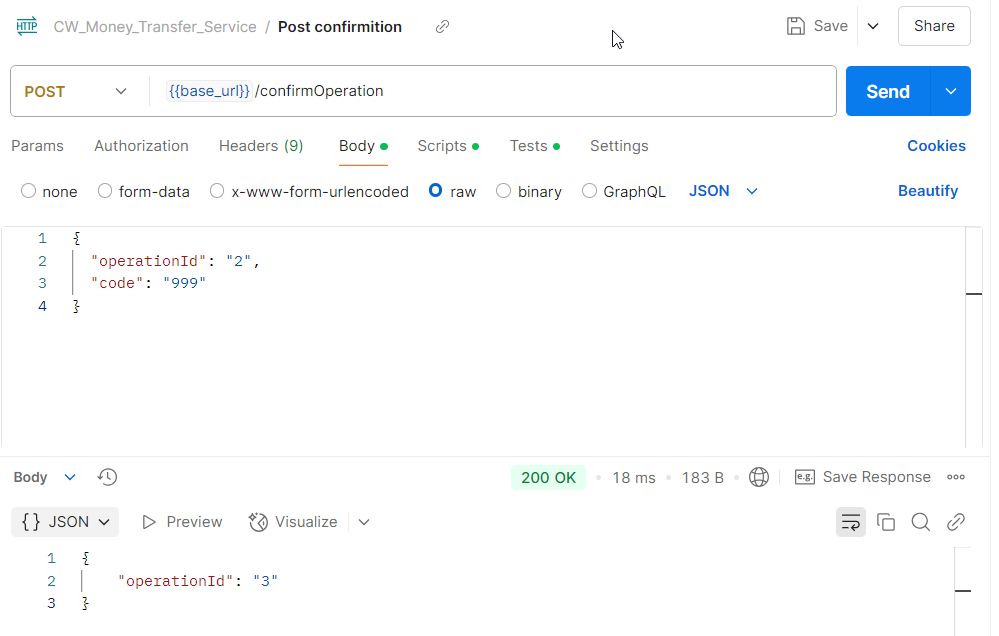 HTTP CW_Money_Transfer_Service / Post confirmition Save Share
POST {{base_url}} /confirmOperation Send
Params Authorization Headers (9) Body Scripts Tests Settings Cookies
none form-data x-www-form-urlencoded raw binary GraphQL JSON Beautify
1 {
2 "operationId": "2",
3 "code": "999"
4 }
Body 200 OK • 18 ms • 183 B • e.g. Save Response
{} JSON Preview Visualize
1 {
2 "operationId": "3"
3 }